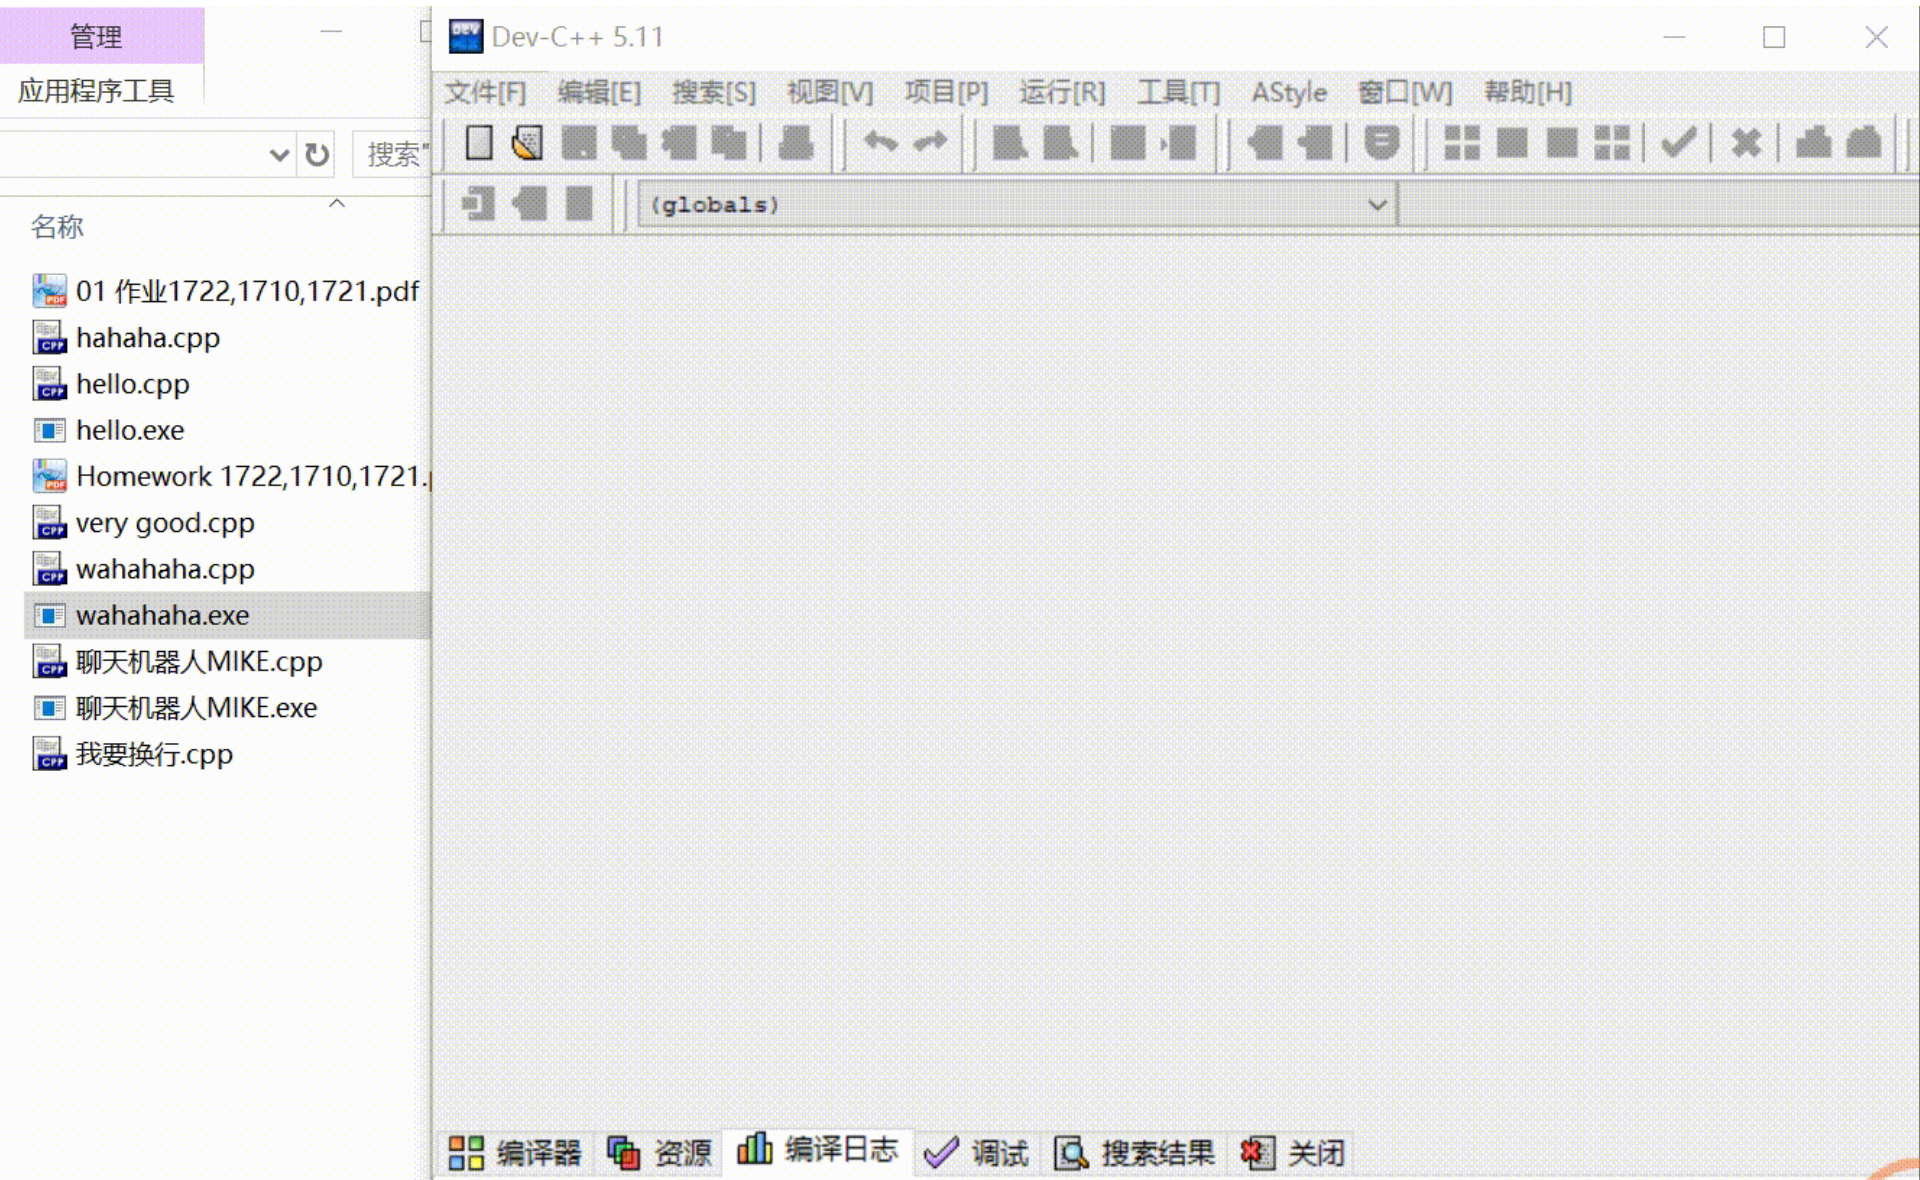 管理
应用程序工具
搜索"
名称
01 作业1722,1710,1721.pdf
hahaha.cpp
hello.cpp
hello.exe
Homework 1722,1710,1721.p
very good.cpp
wahahaha.cpp
wahahaha.exe
聊天机器人MIKE.cpp
聊天机器人MIKE.exe
我要换行.cpp
Dev-C++ 5.11
文件[F] 编辑[E] 搜索[S] 视图[V] 项目[P] 运行[R] 工具[T] AStyle 窗口[W] 帮助[H]
(globals)
编译器 资源 编译日志 调试 搜索结果 关闭